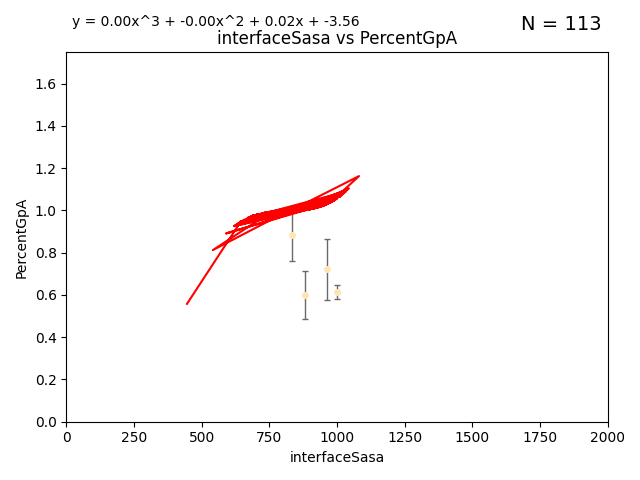 y = 0.00x^3 + -0.00x^2 + 0.02x + -3.56
N = 113
interfaceSasa vs PercentGpA
PercentGpA
1.6
1.4
1.2
1.0
0.8
0.6
0.4
0.2
0.0
0 250 500 750 1000 1250 1500 1750 2000
interfaceSasa